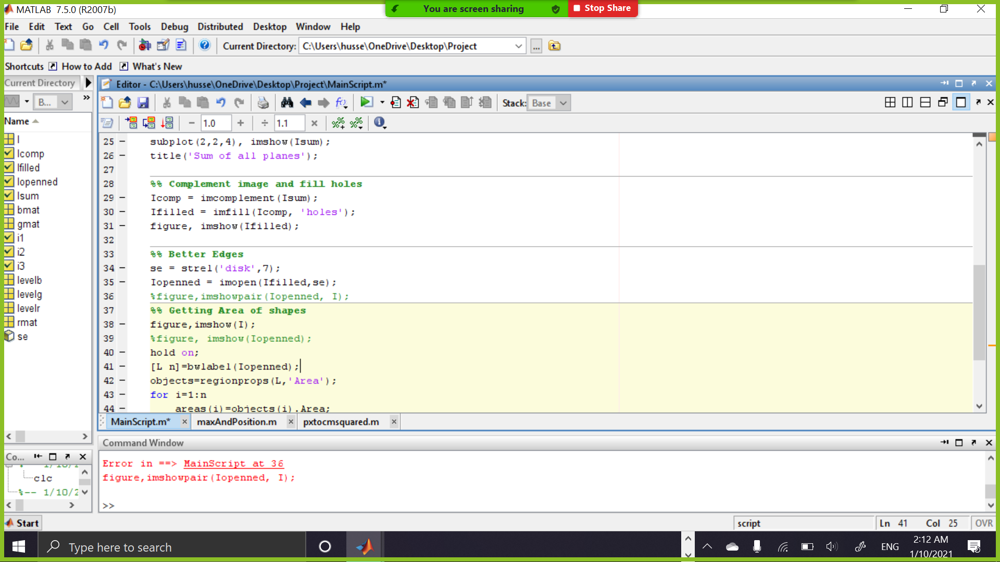 MATLAB 7.5.0 (R2007b)
You are screen sharing
Stop Share
File Edit Text Go Cell Tools Debug Distributed Desktop Window Help
Current Directory: C:\Users\husse\OneDrive\Desktop\Project ...
Shortcuts How to Add What's New
Current Directory
B...
Name
I
Icomp
Ifilled
Iopenned
Isum
bmat
gmat
i1
i2
i3
levelb
levelg
levelr
rmat
se
Editor - C:\Users\husse\OneDrive\Desktop\Project\MainScript.m*
Stack: Base
− 1.0 + ÷ 1.1 ×
25 subplot(2,2,4), imshow(Isum);
26 title('Sum of all planes');
27
28 %% Complement image and fill holes
29 Icomp = imcomplement(Isum);
30 Ifilled = imfill(Icomp, 'holes');
31 figure, imshow(Ifilled);
32
33 %% Better Edges
34 se = strel('disk',7);
35 Iopenned = imopen(Ifilled,se);
36 %figure,imshowpair(Iopenned, I);
37 %% Getting Area of shapes
38 figure,imshow(I);
39 %figure, imshow(Iopenned);
40 hold on;
41 [L n]=bwlabel(Iopenned);
42 objects=regionprops(L,'Area');
43 for i=1:n
44 areas(i)=objects(i).Area;
MainScript.m* maxAndPosition.m pxtocmsquared.m
Co...
clc
%-- 1/10/2
Command Window
Error in ==> MainScript at 36
figure,imshowpair(Iopenned, I);
>>
Start
script
Ln 41 Col 25 OVR
Type here to search
ENG
2:12 AM
1/10/2021